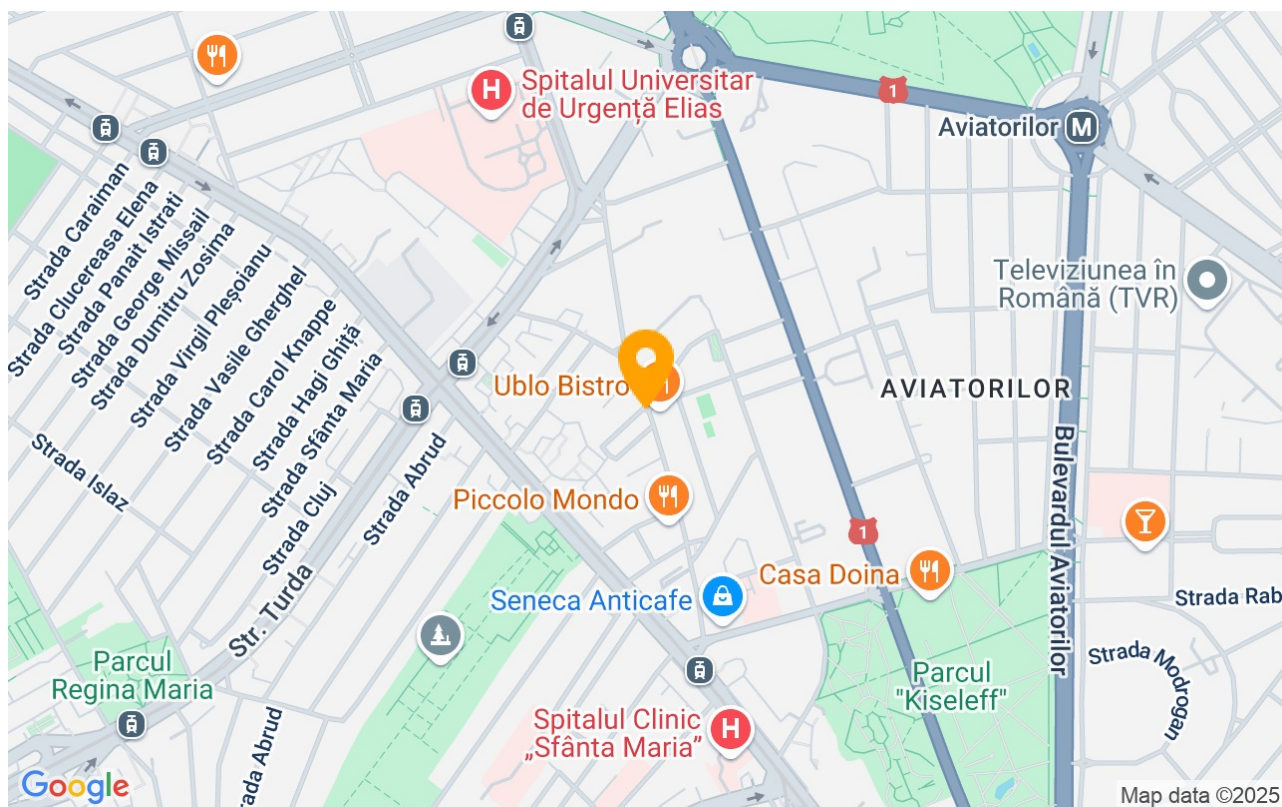 Spitalul Universitar
de Urgență Elias
1
Aviatorilor
Strada Caraiman
Strada Clucereasa Elena
Strada Panait Istrati
Strada George Missail
Strada Dumitru Zosima
Strada Virgil Pleșoianu
Strada Vasile Gherghel
Strada Carol Knappe
Strada Hagi Ghiță
Strada Sfânta Maria
Strada Cluj
Strada Islaz
Strada Abrud
Str. Turda
Televiziunea în
Română (TVR)
Ublo Bistro
AVIATORILOR
Piccolo Mondo
1
Bulevardul Aviatorilor
Casa Doina
Seneca Anticafe
Strada Rab
Strada Modrogan
Parcul
Regina Maria
Parcul
"Kiseleff"
Spitalul Clinic
„Sfânta Maria”
rada Abrud
Google
Map data ©2025